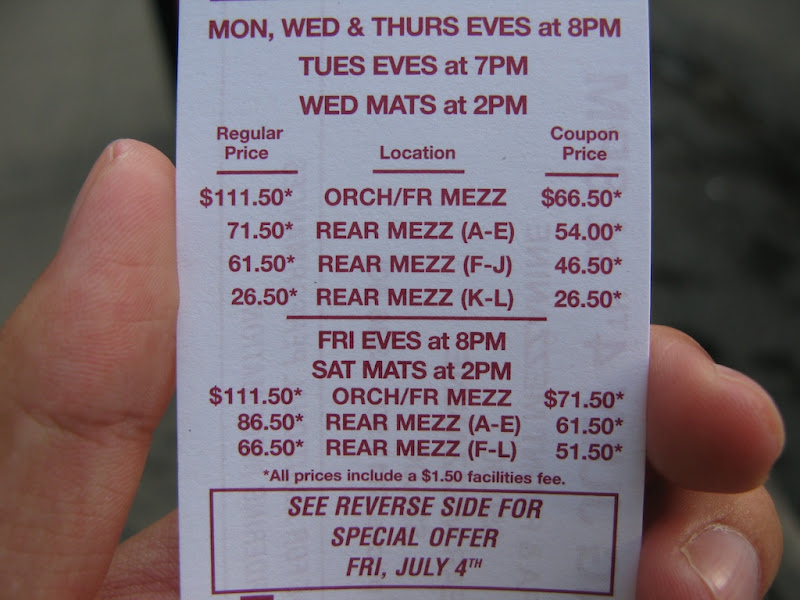 MON, WED & THURS EVES at 8PM
TUES EVES at 7PM
WED MATS at 2PM
Regular Price Location Coupon Price
$111.50* ORCH/FR MEZZ $66.50*
71.50* REAR MEZZ (A-E) 54.00*
61.50* REAR MEZZ (F-J) 46.50*
26.50* REAR MEZZ (K-L) 26.50*
FRI EVES at 8PM
SAT MATS at 2PM
$111.50* ORCH/FR MEZZ $71.50*
86.50* REAR MEZZ (A-E) 61.50*
66.50* REAR MEZZ (F-L) 51.50*
*All prices include a $1.50 facilities fee.
SEE REVERSE SIDE FOR
SPECIAL OFFER
FRI, JULY 4TH